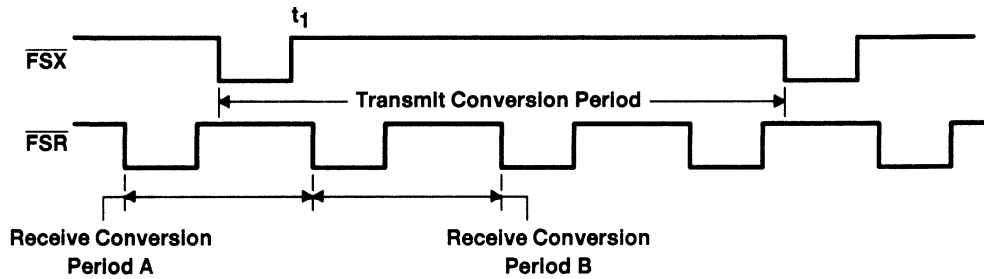 t1
FSX
Transmit Conversion Period
FSR
Receive Conversion
Period A
Receive Conversion
Period B